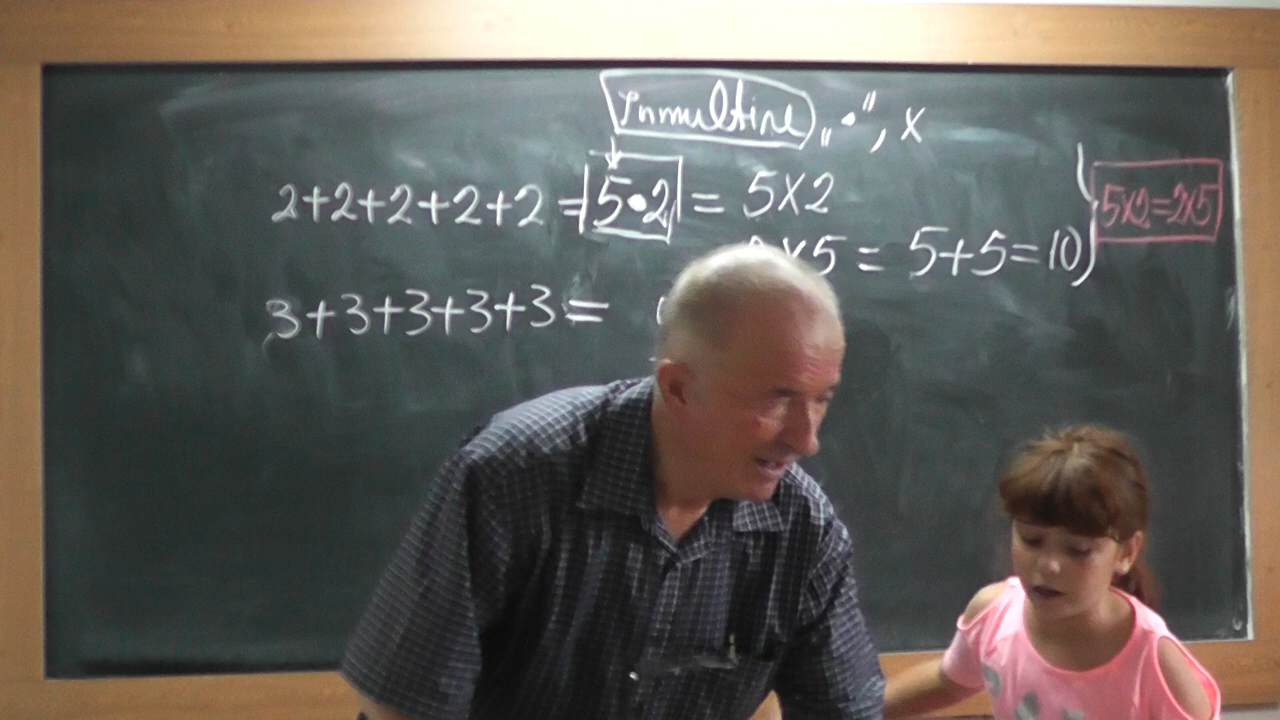 Inmultire „•”, x
2+2+2+2+2=5•2=5x2
x5=5+5=10)
5x2=2x5
3+3+3+3+3=